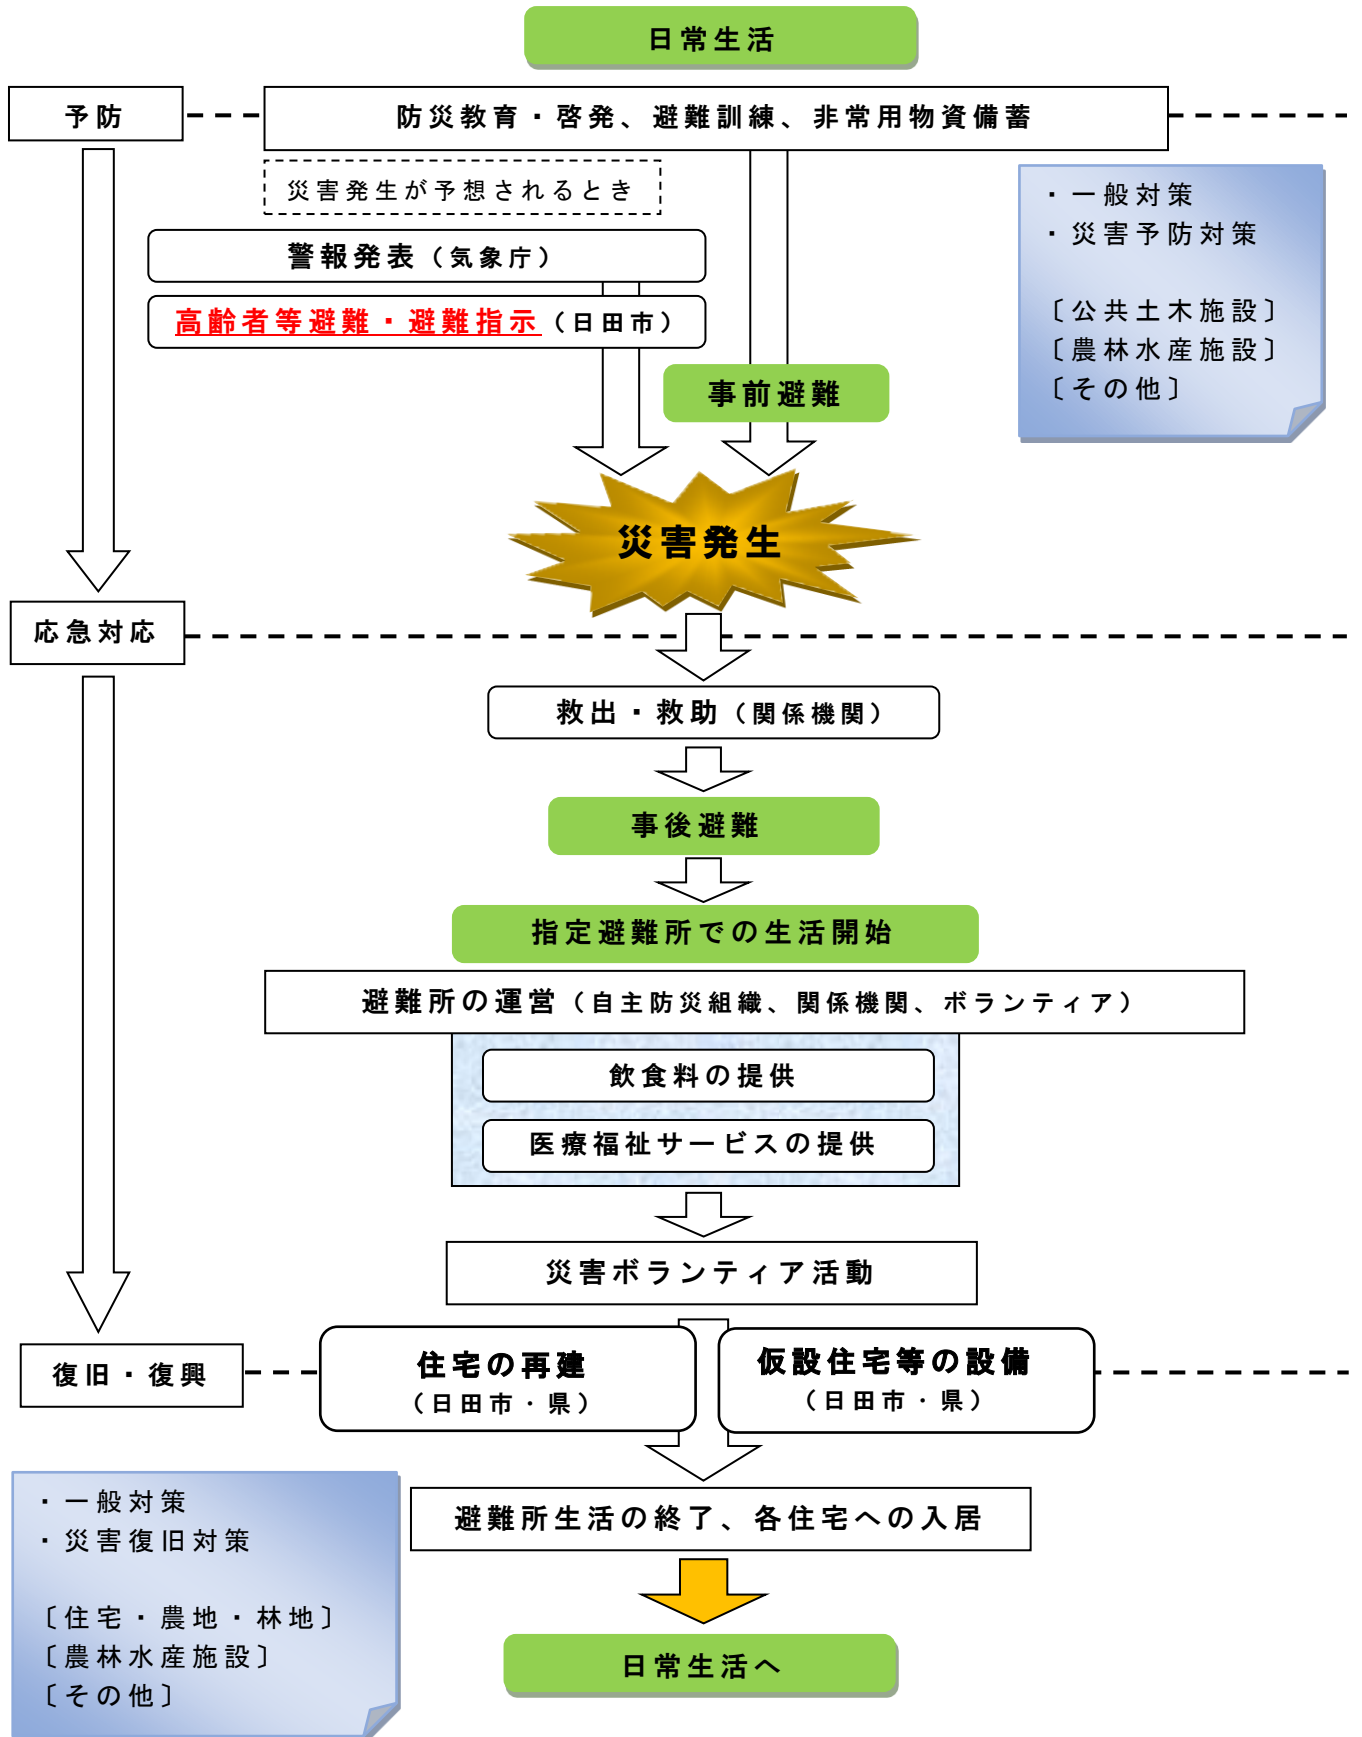 日常生活
予防
防災教育・啓発、避難訓練、非常用物資備蓄
災害発生が予想されるとき
警報発表（気象庁）
高齢者等避難・避難指示（日田市）
・一般対策
・災害予防対策
〔公共土木施設〕
〔農林水産施設〕
〔その他〕
事前避難
災害発生
応急対応
救出・救助（関係機関）
事後避難
指定避難所での生活開始
避難所の運営（自主防災組織、関係機関、ボランティア）
飲食料の提供
医療福祉サービスの提供
災害ボランティア活動
復旧・復興
住宅の再建
（日田市・県）
仮設住宅等の設備
（日田市・県）
・一般対策
・災害復旧対策
〔住宅・農地・林地〕
〔農林水産施設〕
〔その他〕
避難所生活の終了、各住宅への入居
日常生活へ